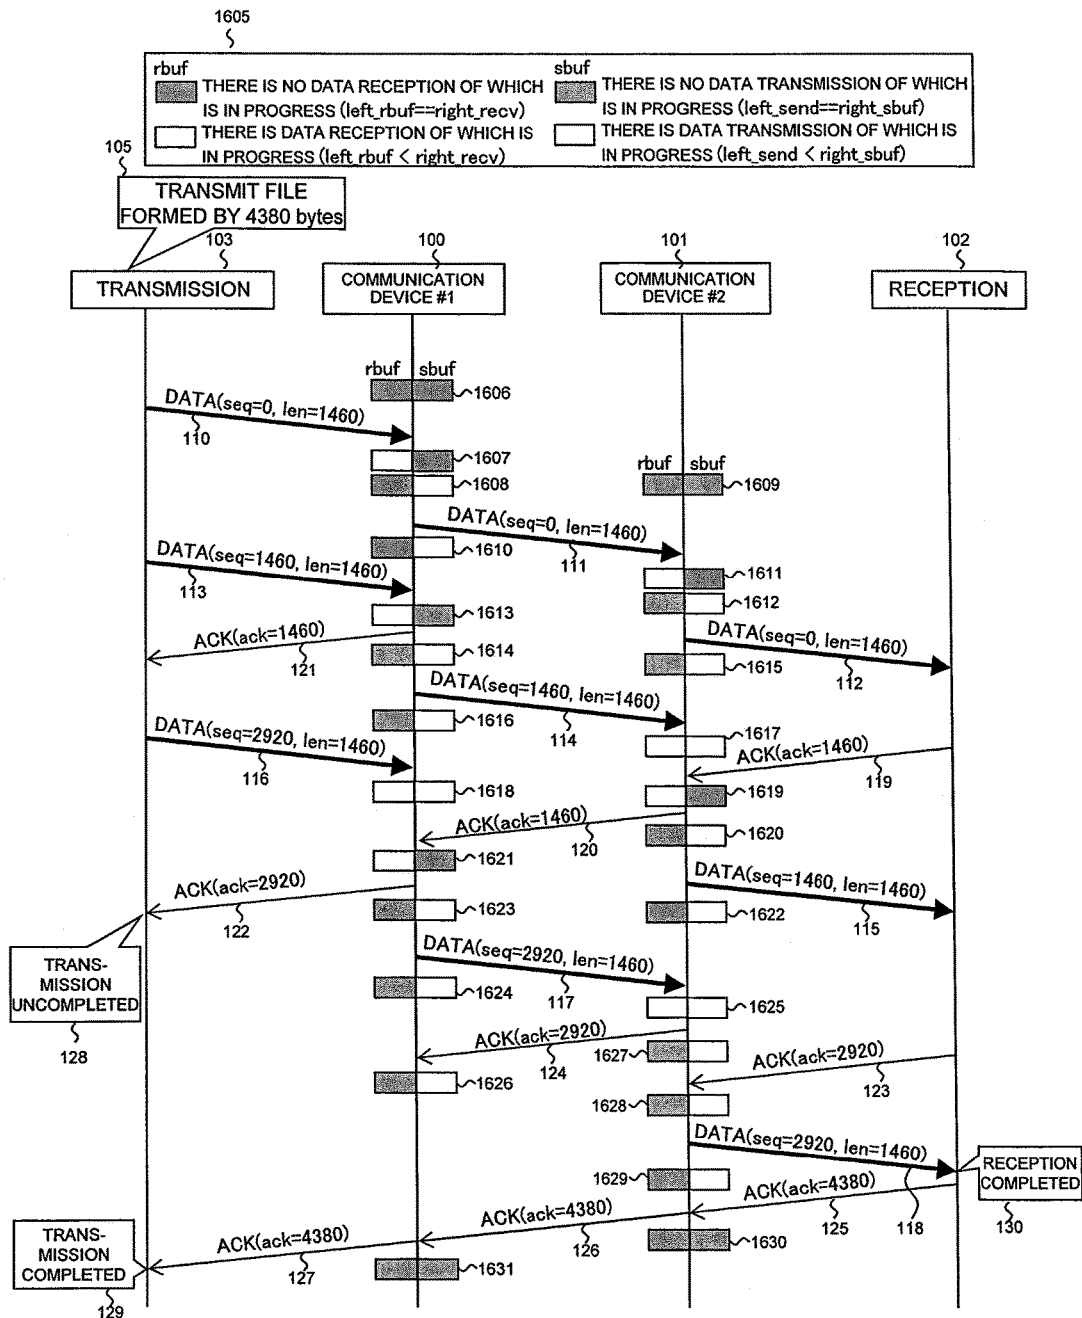 1605
rbuf
THERE IS NO DATA RECEPTION OF WHICH
IS IN PROGRESS (left_rbuf==right_recv)
THERE IS DATA RECEPTION OF WHICH IS
IN PROGRESS (left_rbuf < right_recv)
sbuf
THERE IS NO DATA TRANSMISSION OF WHICH
IS IN PROGRESS (left_send==right_sbuf)
THERE IS DATA TRANSMISSION OF WHICH IS
IN PROGRESS (left_send < right_sbuf)
105
TRANSMIT FILE
FORMED BY 4380 bytes
103
100
101
102
TRANSMISSION
COMMUNICATION
DEVICE #1
COMMUNICATION
DEVICE #2
RECEPTION
rbuf sbuf
1606
DATA(seq=0, len=1460)
110
1607
rbuf sbuf
1608
1609
DATA(seq=0, len=1460)
111
1610
DATA(seq=1460, len=1460)
113
1611
1612
1613
ACK(ack=1460)
121
1614
DATA(seq=0, len=1460)
112
1615
DATA(seq=1460, len=1460)
114
1616
DATA(seq=2920, len=1460)
116
1617
ACK(ack=1460)
119
1618
1619
ACK(ack=1460)
120
1620
1621
ACK(ack=2920)
122
1623
DATA(seq=1460, len=1460)
115
1622
TRANS-
MISSION
UNCOMPLETED
128
DATA(seq=2920, len=1460)
117
1624
1625
ACK(ack=2920)
124
1627
ACK(ack=2920)
123
1626
1628
DATA(seq=2920, len=1460)
118
1629
RECEPTION
COMPLETED
130
ACK(ack=4380)
125
ACK(ack=4380)
126
1630
ACK(ack=4380)
127
1631
TRANS-
MISSION
COMPLETED
129